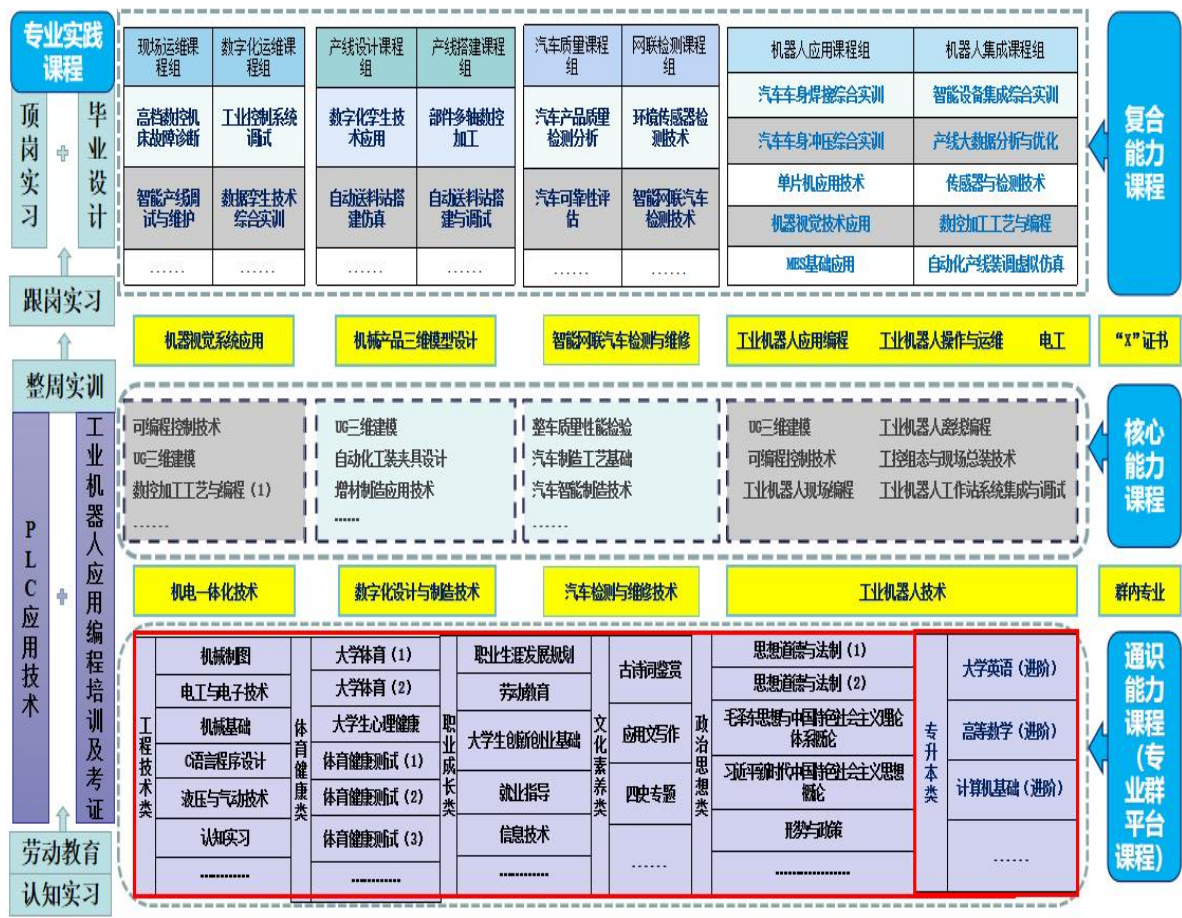 专业实践
课程
顶岗实习
+
毕业设计
跟岗实习
整周实训
PLC应用技术
+
工业机器人应用编程培训及考证
劳动教育
认知实习
现场运维课
程组
数字化运维课
程组
高档数控机
床故障诊断
工业控制系统
调试
智能产线调
试与维护
数据孪生技术
综合实训
......
......
产线设计课程
组
产线搭建课程
组
数字化孪生技
术应用
部件多轴数控
加工
自动送料站搭
建仿真
自动送料站搭
建与调试
......
......
汽车质量课程
组
网联检测课程
组
汽车产品质量
检测分析
环境传感器检
测技术
汽车可靠性评
估
智能网联汽车
检测技术
......
......
机器人应用课程组
机器人集成课程组
汽车车身焊接综合实训
智能设备集成综合实训
汽车车身冲压综合实训
产线大数据分析与优化
单片机应用技术
传感器与检测技术
机器视觉技术应用
数控加工工艺与编程
MES基础应用
自动化产线装调虚拟仿真
复合
能力
课程
机器视觉系统应用
机械产品三维模型设计
智能网联汽车检测与维修
工业机器人应用编程
工业机器人操作与运维
电工
“X”证书
可编程控制技术
UG三维建模
数控加工工艺与编程(1)
......
UG三维建模
自动化工装夹具设计
增材制造应用技术
......
整车质量性能检验
汽车制造工艺基础
汽车智能制造技术
......
UG三维建模
工业机器人离线编程
可编程控制技术
工控组态与现场总装技术
工业机器人现场编程
工业机器人工作站系统集成与调试
核心
能力
课程
机电一体化技术
数字化设计与制造技术
汽车检测与维修技术
工业机器人技术
群内专业
工程技术类
机械制图
电工与电子技术
机械基础
C语言程序设计
液压与气动技术
认知实习
............
体育健康类
大学体育(1)
大学体育(2)
大学生心理健康
体育健康测试(1)
体育健康测试(2)
体育健康测试(3)
............
职业成长类
职业生涯发展规划
劳动教育
大学生创新创业基础
就业指导
信息技术
............
文化素养类
古诗词鉴赏
应用文写作
四史专题
......
政治思想类
思想道德与法制(1)
思想道德与法制(2)
毛泽东思想与中国特色社会主义理论
体系概论
习近平新时代中国特色社会主义思想
概论
形势与政策
..................
专升本类
大学英语(进阶)
高等数学(进阶)
计算机基础(进阶)
......
通识
能力
课程
(专
业群
平台
课程)